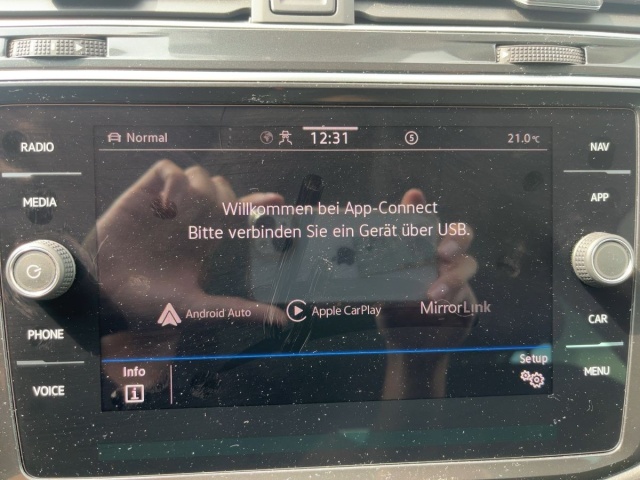 RADIO
MEDIA
PHONE
VOICE
Normal
12:31
5
21.0°C
Willkommen bei App-Connect
Bitte verbinden Sie ein Gerät über USB.
Android Auto
Apple CarPlay
MirrorLink
Info
i
Setup
NAV
APP
CAR
MENU